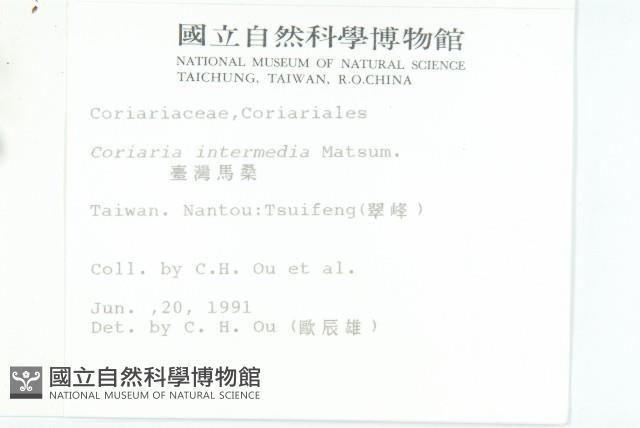 國立自然科學博物館
NATIONAL MUSEUM OF NATURAL SCIENCE
TAICHUNG, TAIWAN, R.O.CHINA
Coriariaceae,Coriariales
Coriaria intermedia Matsum.
臺灣馬桑
Taiwan. Nantou:Tsuifeng(翠峰)
Coll. by C.H. Ou et al.
Jun. ,20, 1991
Det. by C. H. Ou (歐辰雄)
國立自然科學博物館
NATIONAL MUSEUM OF NATURAL SCIENCE